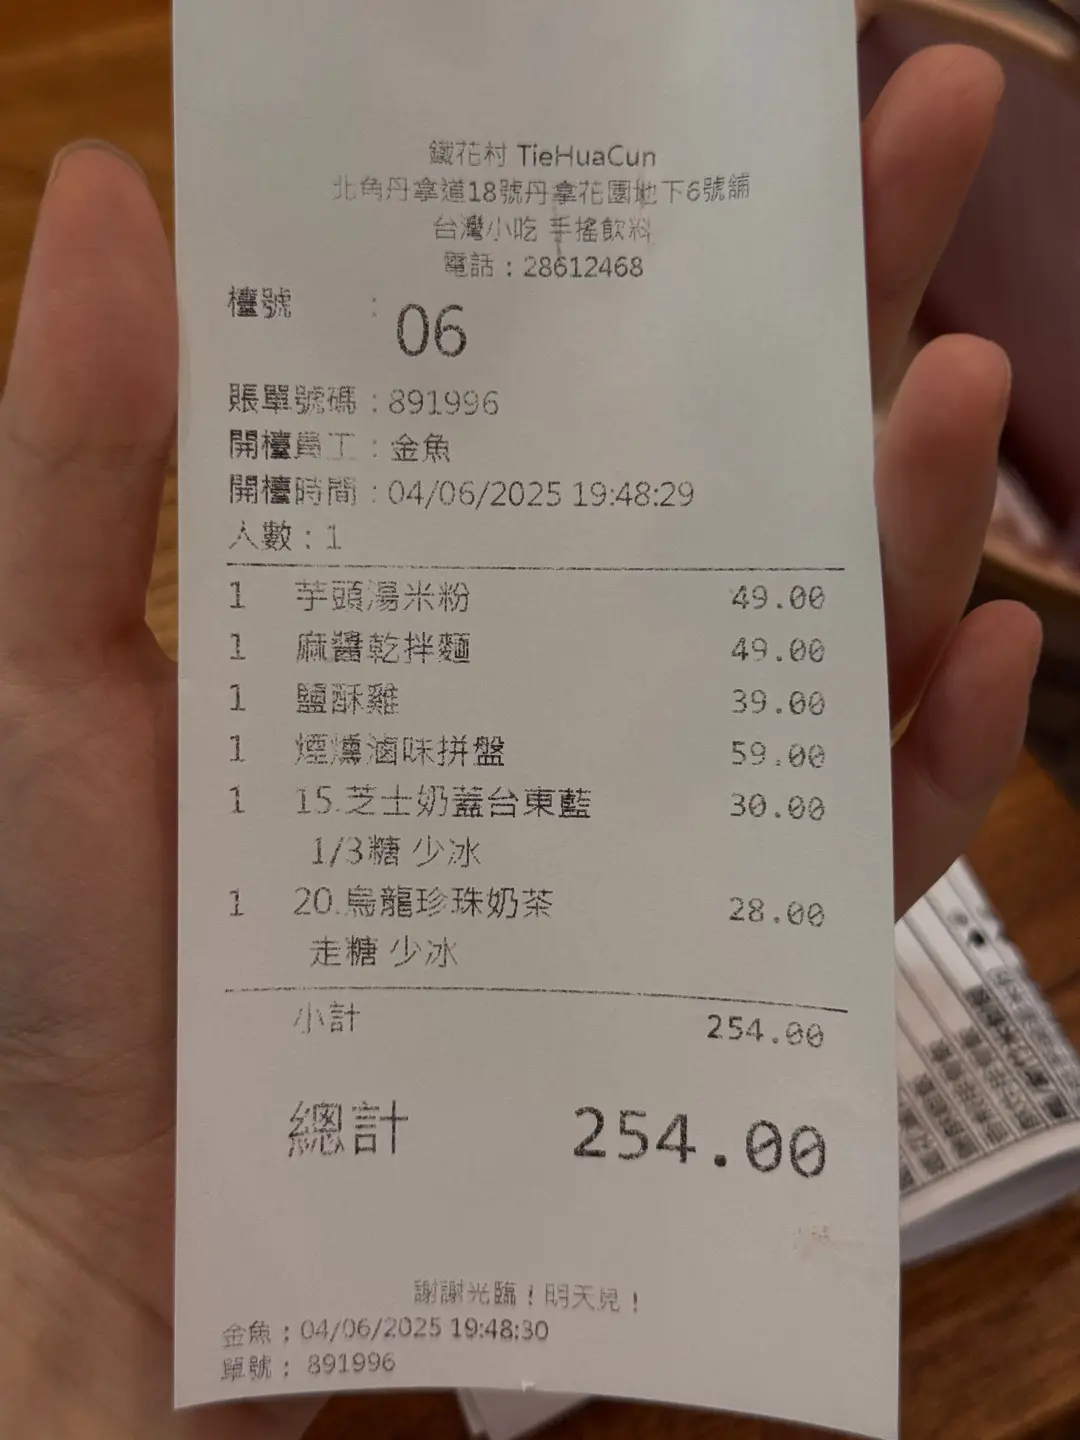 鐵花村 TieHuaCun
北角丹拿道18號丹拿花園地下6號舖
台灣小吃 手搖飲料
電話：28612468
檯號 : 06
賬單號碼：891996
開檯員工：金魚
開檯時間：04/06/2025 19:48:29
人數：1
1 芋頭湯米粉 49.00
1 麻醬乾拌麵 49.00
1 鹽酥雞 39.00
1 煙燻滷味拼盤 59.00
1 15.芝士奶蓋台東藍 30.00
1/3糖 少冰
1 20.烏龍珍珠奶茶 28.00
走糖 少冰
小計 254.00
總計 254.00
謝謝光臨！明天見！
金魚：04/06/2025 19:48:30
單號： 891996